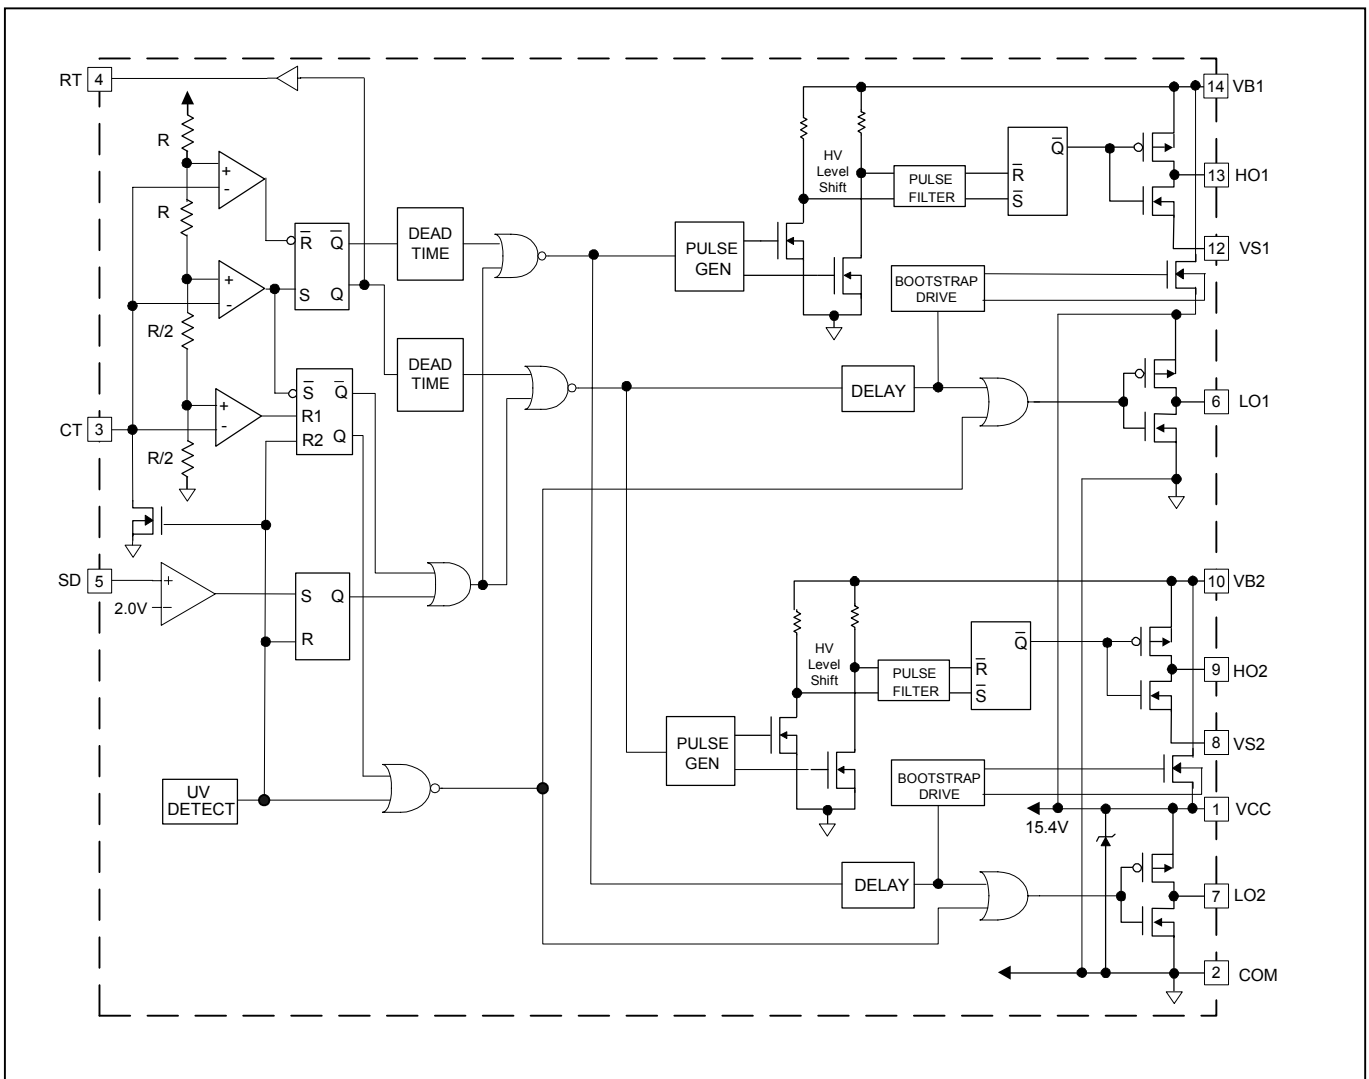 RT 4
14 VB1
R
HV
Level
Shift
PULSE
FILTER
R̅
S̅
Q̅
13 HO1
R
DEAD
TIME
R̅ Q̅
S Q
PULSE
GEN
12 VS1
BOOTSTRAP
DRIVE
R/2
DEAD
TIME
DELAY
S̅ Q̅
R1
R2 Q
6 LO1
CT 3
R/2
SD 5
2.0V
S Q
R
10 VB2
HV
Level
Shift
PULSE
FILTER
R̅
S̅
Q̅
9 HO2
PULSE
GEN
8 VS2
BOOTSTRAP
DRIVE
UV
DETECT
15.4V
1 VCC
DELAY
7 LO2
2 COM